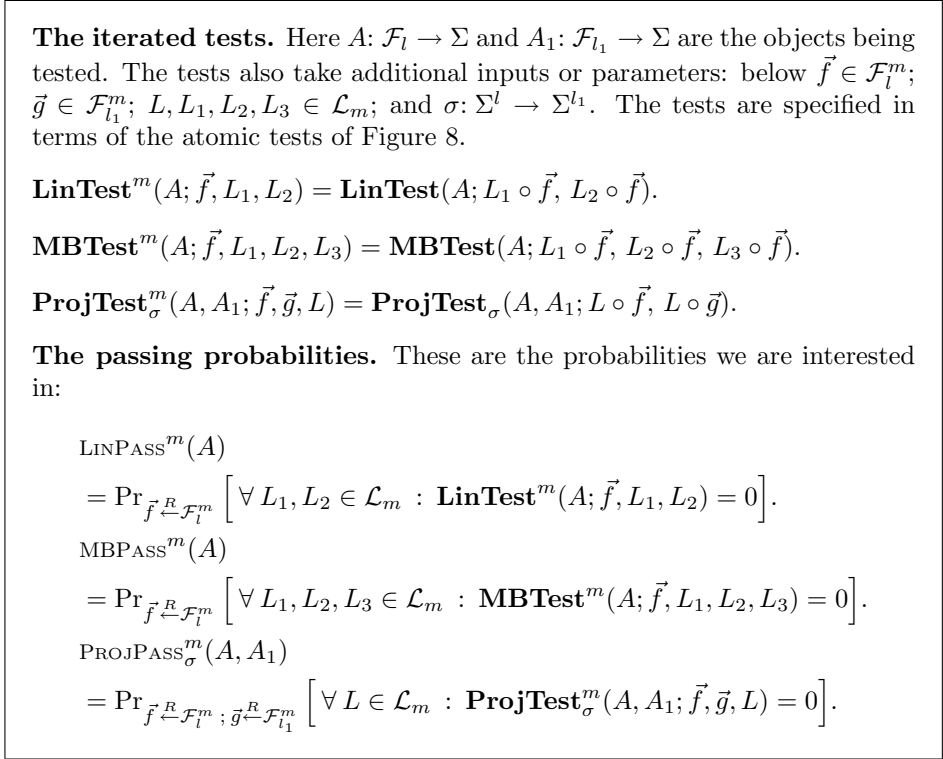 The iterated tests. Here A: 𝓕_l → Σ and A_1: 𝓕_{l_1} → Σ are the objects being
tested. The tests also take additional inputs or parameters: below f⃗ ∈ 𝓕_l^m;
g⃗ ∈ 𝓕_{l_1}^m; L, L_1, L_2, L_3 ∈ 𝓛_m; and σ: Σ^l → Σ^{l_1}. The tests are specified in
terms of the atomic tests of Figure 8.
LinTest^m(A; f⃗, L_1, L_2) = LinTest(A; L_1 ∘ f⃗, L_2 ∘ f⃗).
MBTest^m(A; f⃗, L_1, L_2, L_3) = MBTest(A; L_1 ∘ f⃗, L_2 ∘ f⃗, L_3 ∘ f⃗).
ProjTest_σ^m(A, A_1; f⃗, g⃗, L) = ProjTest_σ(A, A_1; L ∘ f⃗, L ∘ g⃗).
The passing probabilities. These are the probabilities we are interested
in:
LINPASS^m(A)
= Pr_{f⃗ ←^R 𝓕_l^m} [ ∀ L_1, L_2 ∈ 𝓛_m : LinTest^m(A; f⃗, L_1, L_2) = 0 ].
MBPASS^m(A)
= Pr_{f⃗ ←^R 𝓕_l^m} [ ∀ L_1, L_2, L_3 ∈ 𝓛_m : MBTest^m(A; f⃗, L_1, L_2, L_3) = 0 ].
PROJPASS_σ^m(A, A_1)
= Pr_{f⃗ ←^R 𝓕_l^m ; g⃗ ←^R 𝓕_{l_1}^m} [ ∀ L ∈ 𝓛_m : ProjTest_σ^m(A, A_1; f⃗, g⃗, L) = 0 ].